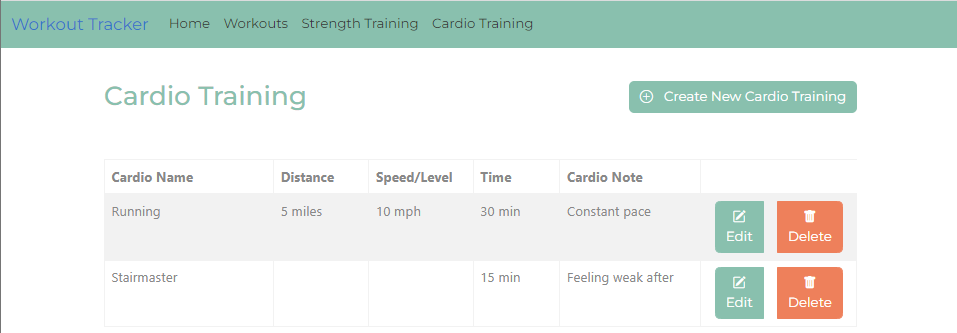 Workout Tracker Home Workouts Strength Training Cardio Training
Cardio Training
Create New Cardio Training
Cardio Name Distance Speed/Level Time Cardio Note
Running 5 miles 10 mph 30 min Constant pace
Edit Delete
Stairmaster 15 min Feeling weak after
Edit Delete